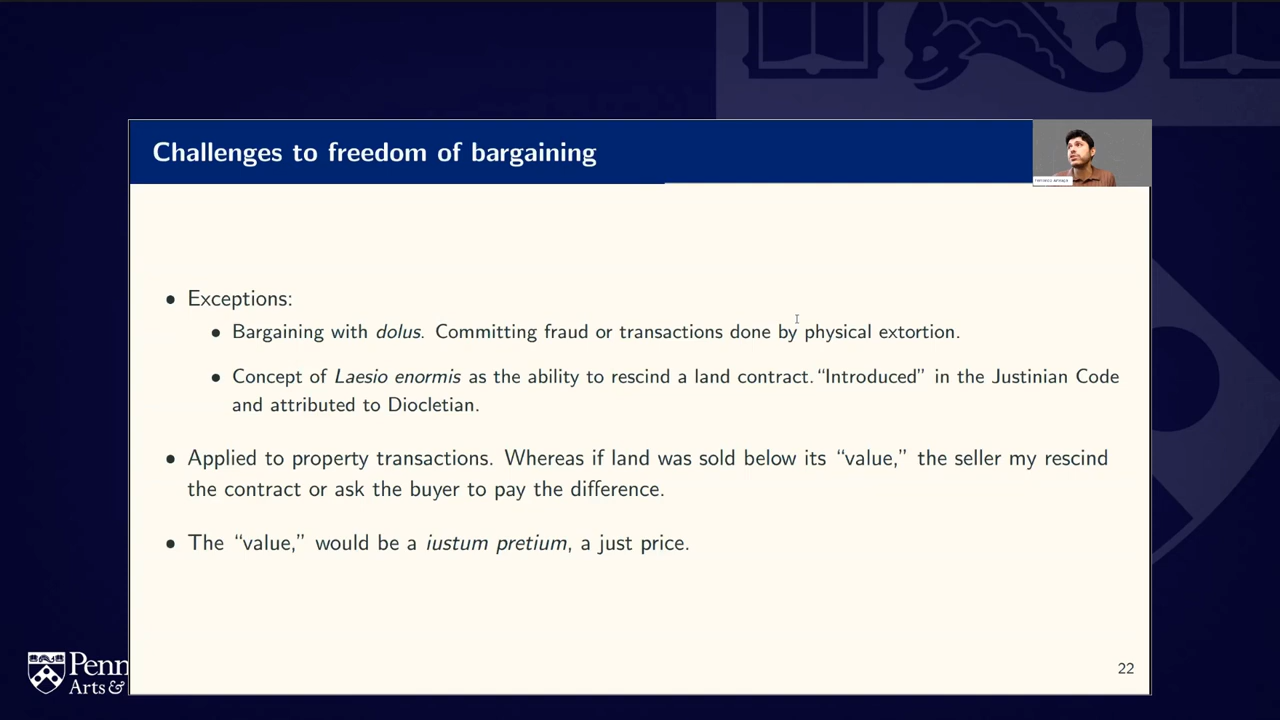 Challenges to freedom of bargaining
• Exceptions:
• Bargaining with dolus. Committing fraud or transactions done by physical extortion.
• Concept of Laesio enormis as the ability to rescind a land contract. “Introduced” in the Justinian Code
and attributed to Diocletian.
• Applied to property transactions. Whereas if land was sold below its “value,” the seller my rescind
the contract or ask the buyer to pay the difference.
• The “value,” would be a iustum pretium, a just price.
22
Penn
Arts &